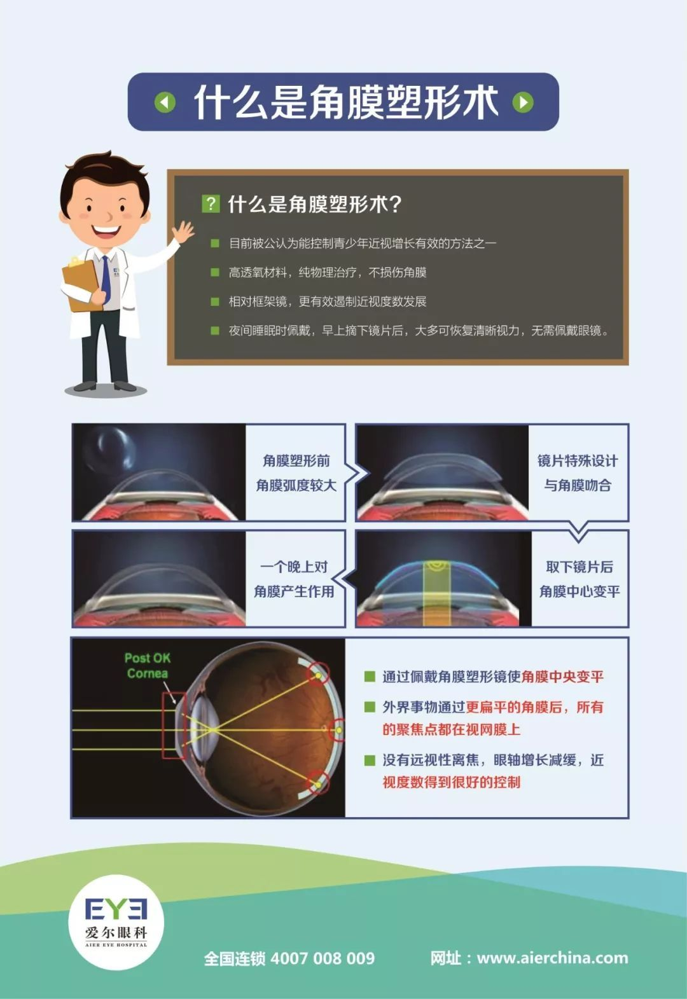 什么是角膜塑形术
? 什么是角膜塑形术?
目前被公认为能控制青少年近视增长有效的方法之一
高透氧材料，纯物理治疗，不损伤角膜
相对框架镜，更有效遏制近视度数发展
夜间睡眠时佩戴，早上摘下镜片后，大多可恢复清晰视力，无需佩戴眼镜。
角膜塑形前
角膜弧度较大
镜片特殊设计
与角膜吻合
取下镜片后
角膜中心变平
一个晚上对
角膜产生作用
Post OK
Cornea
通过佩戴角膜塑形镜使角膜中央变平
外界事物通过更扁平的角膜后，所有
的聚焦点都在视网膜上
没有远视性离焦，眼轴增长减缓，近
视度数得到很好的控制
EYE
爱尔眼科
AIER EYE HOSPITAL
全国连锁 4007 008 009
网址：www.aierchina.com